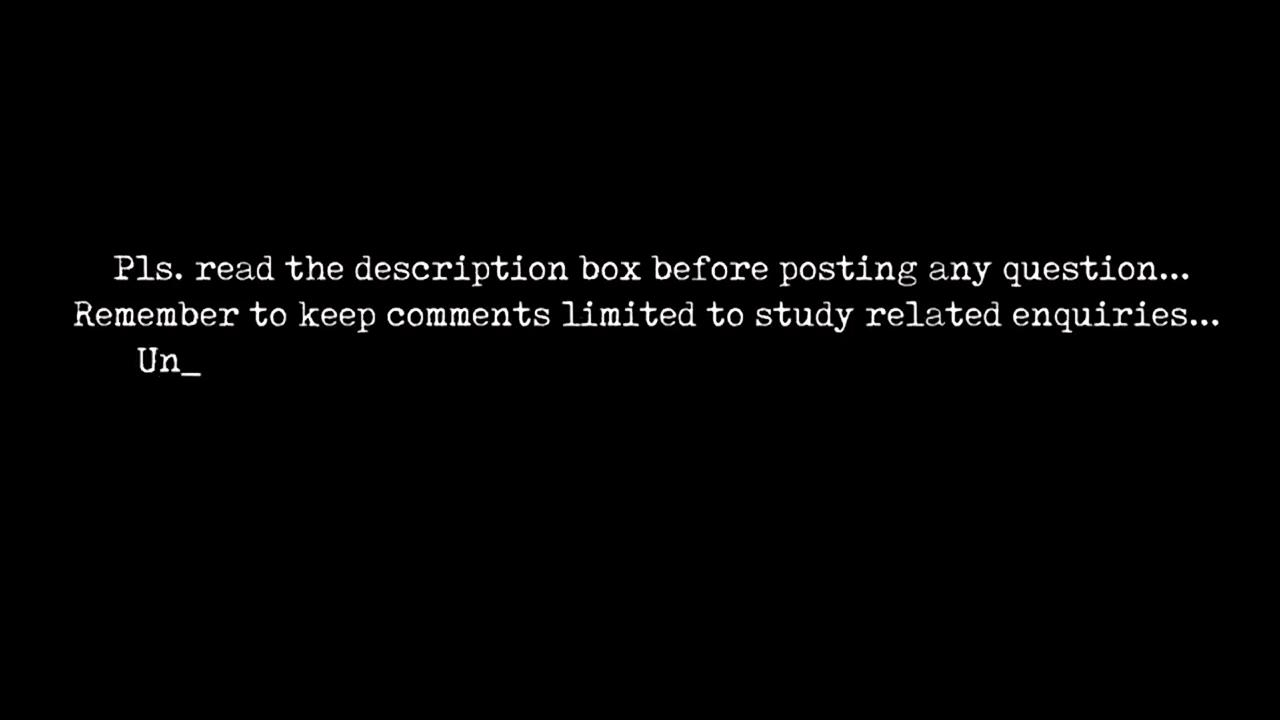 Pls. read the description box before posting any question...
Remember to keep comments limited to study related enquiries...
Un_